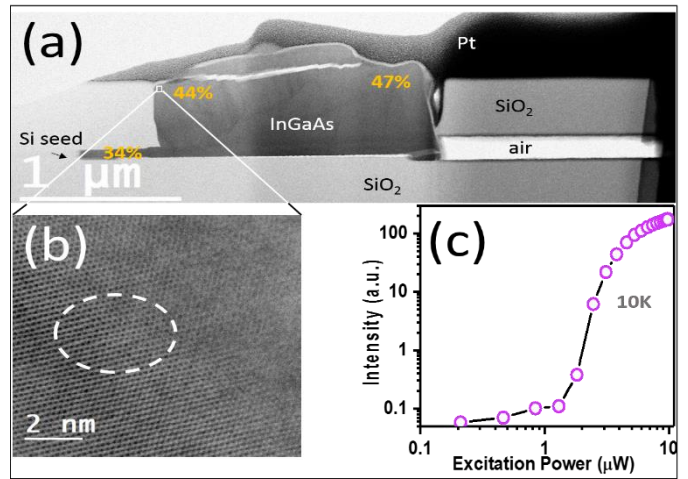 (a)
Pt
44%
47%
SiO₂
InGaAs
Si seed
34%
air
1 μm
SiO₂
(b)
2 nm
(c)
Intensity (a.u.)
100
10
1
0.1
10K
0.1
1
10
Excitation Power (μW)